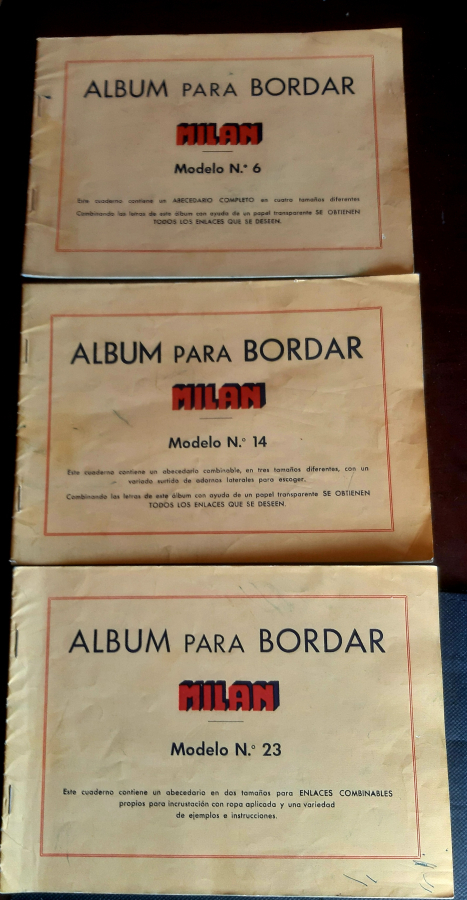 ALBUM PARA BORDAR
MILAN
Modelo N.° 6
Este cuaderno contiene un ABECEDARIO COMPLETO en cuatro tamaños diferentes
Combinando las letras de este álbum con ayuda de un papel transparente SE OBTIENEN
TODOS LOS ENLACES QUE SE DESEEN.
ALBUM PARA BORDAR
MILAN
Modelo N.° 14
Este cuaderno contiene un abecedario combinable, en tres tamaños diferentes, con un
variado surtido de adornos laterales para escoger.
Combinando las letras de este álbum con ayuda de un papel transparente SE OBTIENEN
TODOS LOS ENLACES QUE SE DESEEN.
ALBUM PARA BORDAR
MILAN
Modelo N.° 23
Este cuaderno contiene un abecedario en dos tamaños para ENLACES COMBINABLES
propios para incrustación con ropa aplicada y una variedad
de ejemplos e instrucciones.